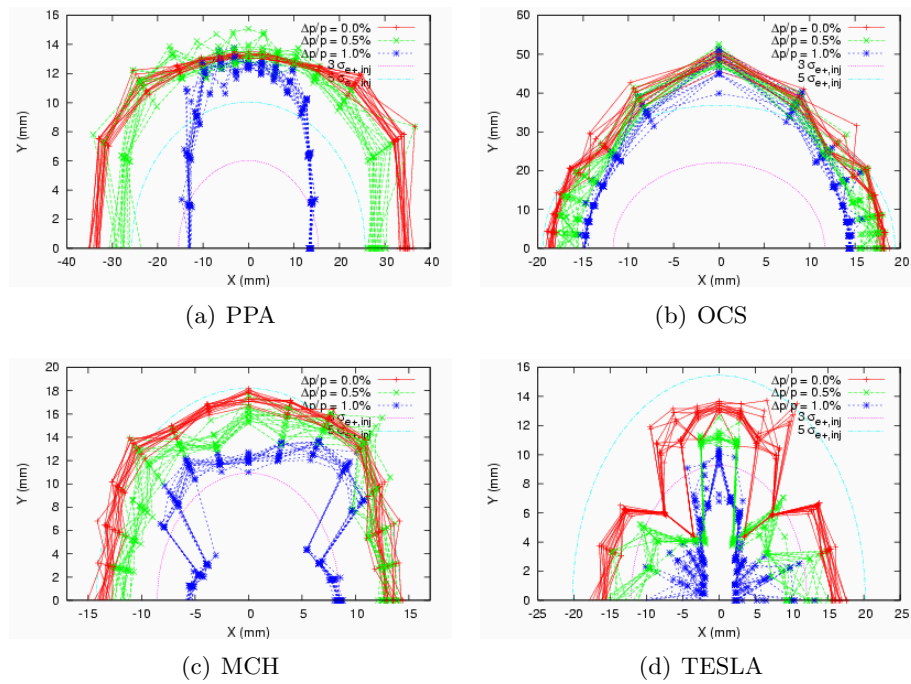 Δp/p = 0.0%
Δp/p = 0.5%
Δp/p = 1.0%
3 σe+,inj
5 σe+,inj
Y (mm)
16
14
12
10
8
6
4
2
0
-40 -30 -20 -10 0 10 20 30 40
X (mm)
(a) PPA
Δp/p = 0.0%
Δp/p = 0.5%
Δp/p = 1.0%
3 σe+,inj
5 σe+,inj
Y (mm)
60
50
40
30
20
10
0
-20 -15 -10 -5 0 5 10 15 20
X (mm)
(b) OCS
Δp/p = 0.0%
Δp/p = 0.5%
Δp/p = 1.0%
3 σe+,inj
5 σe+,inj
Y (mm)
20
18
16
14
12
10
8
6
4
2
0
-15 -10 -5 0 5 10 15
X (mm)
(c) MCH
Δp/p = 0.0%
Δp/p = 0.5%
Δp/p = 1.0%
3 σe+,inj
5 σe+,inj
Y (mm)
16
14
12
10
8
6
4
2
0
-25 -20 -15 -10 -5 0 5 10 15 20 25
X (mm)
(d) TESLA